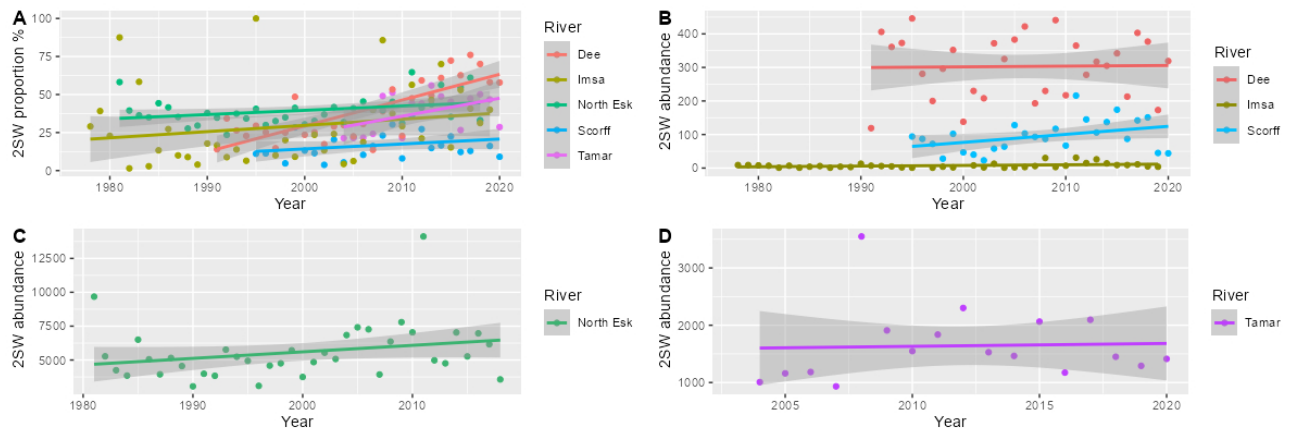 A
2SW proportion %
100
75
50
25
0
1980
1990
2000
2010
2020
Year
River
Dee
Imsa
North Esk
Scorff
Tamar
B
2SW abundance
400
300
200
100
0
1980
1990
2000
2010
2020
Year
River
Dee
Imsa
Scorff
C
2SW abundance
12500
10000
7500
5000
1980
1990
2000
2010
Year
River
North Esk
D
2SW abundance
3000
2000
1000
2005
2010
2015
2020
Year
River
Tamar